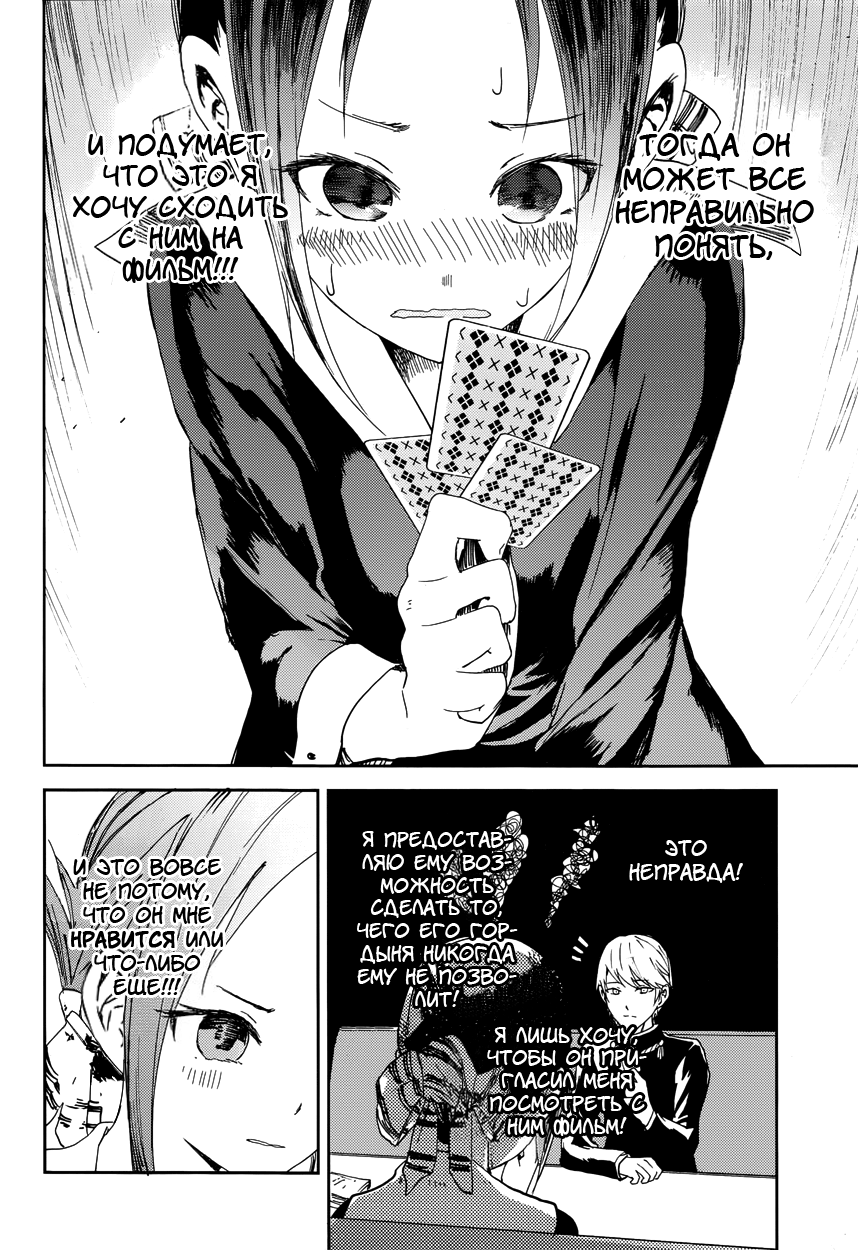 ТОГДА ОН
МОЖЕТ ВСЕ
НЕПРАВИЛЬНО
ПОНЯТЬ,
И ПОДУМАЕТ,
ЧТО ЭТО Я
ХОЧУ СХОДИТЬ
С НИМ НА
ФИЛЬМ!!!
ЭТО
НЕПРАВДА!
Я ПРЕДОСТАВ-
ЛЯЮ ЕМУ ВОЗ-
МОЖНОСТЬ
СДЕЛАТЬ ТО,
ЧЕГО ЕГО ГОР-
ДЫНЯ НИКОГДА
ЕМУ НЕ ПОЗВО-
ЛИТ!
Я ЛИШЬ ХОЧУ,
ЧТОБЫ ОН ПРИ-
ГЛАСИЛ МЕНЯ
ПОСМОТРЕТЬ С
НИМ ФИЛЬМ!
И ЭТО ВОВСЕ
НЕ ПОТОМУ,
ЧТО ОН МНЕ
НРАВИТСЯ ИЛИ
ЧТО-ЛИБО
ЕЩЕ!!!